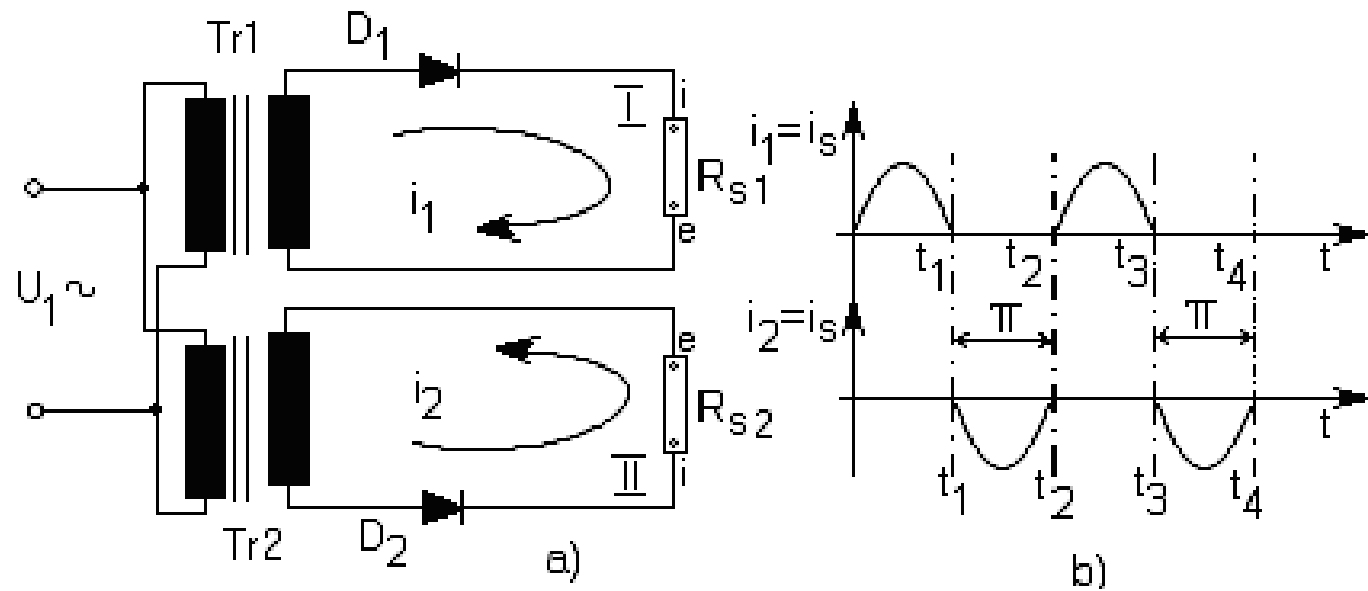 Tr1
D1
I
i
i1
Rs1
e
U1~
e
i2
Rs2
II
i
Tr2
D2
a)
i1=is
t1
t2
t3
t4
t
i2=is
π
π
t
t1
t2
t3
t4
b)